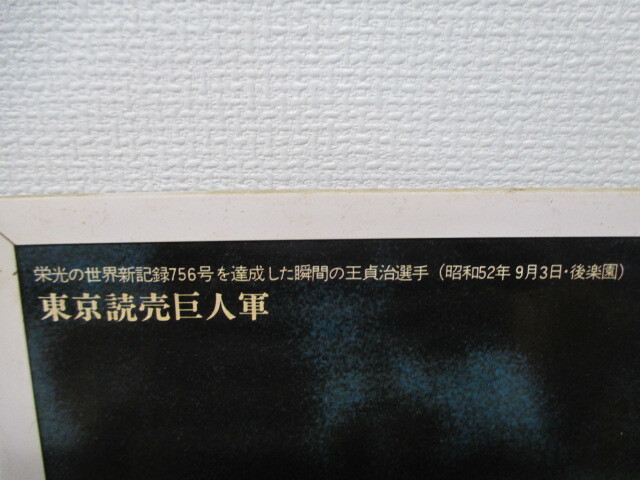 栄光の世界新記録756号を達成した瞬間の王貞治選手（昭和52年 9月3日・後楽園）
東京読売巨人軍